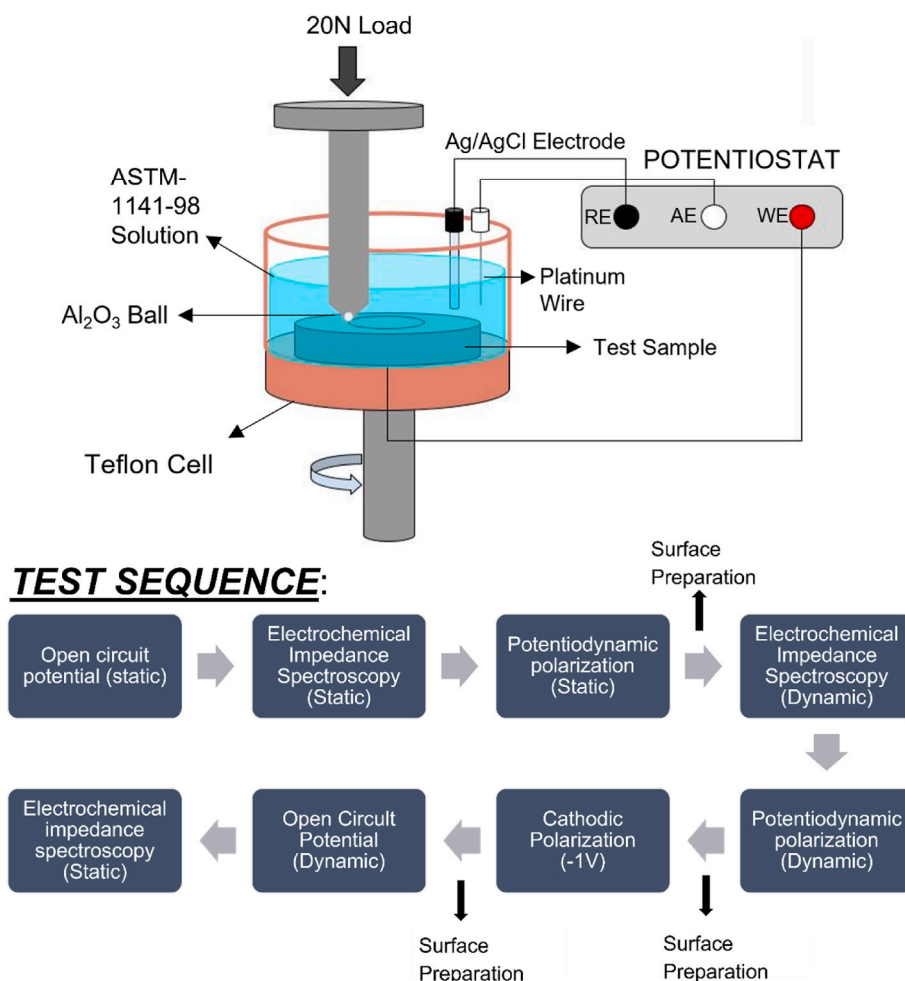 20N Load
Ag/AgCl Electrode
POTENTIOSTAT
ASTM-
1141-98
Solution
RE
AE
WE
Platinum
Wire
Al₂O₃ Ball
Test Sample
Teflon Cell
TEST SEQUENCE:
Surface
Preparation
Open circuit
potential (static)
Electrochemical
Impedance
Spectroscopy
(Static)
Potentiodynamic
polarization
(Static)
Electrochemical
Impedance
Spectroscopy
(Dynamic)
Electrochemical
impedance
spectroscopy
(Static)
Open Circuit
Potential
(Dynamic)
Cathodic
Polarization
(-1V)
Potentiodynamic
polarization
(Dynamic)
Surface
Preparation
Surface
Preparation